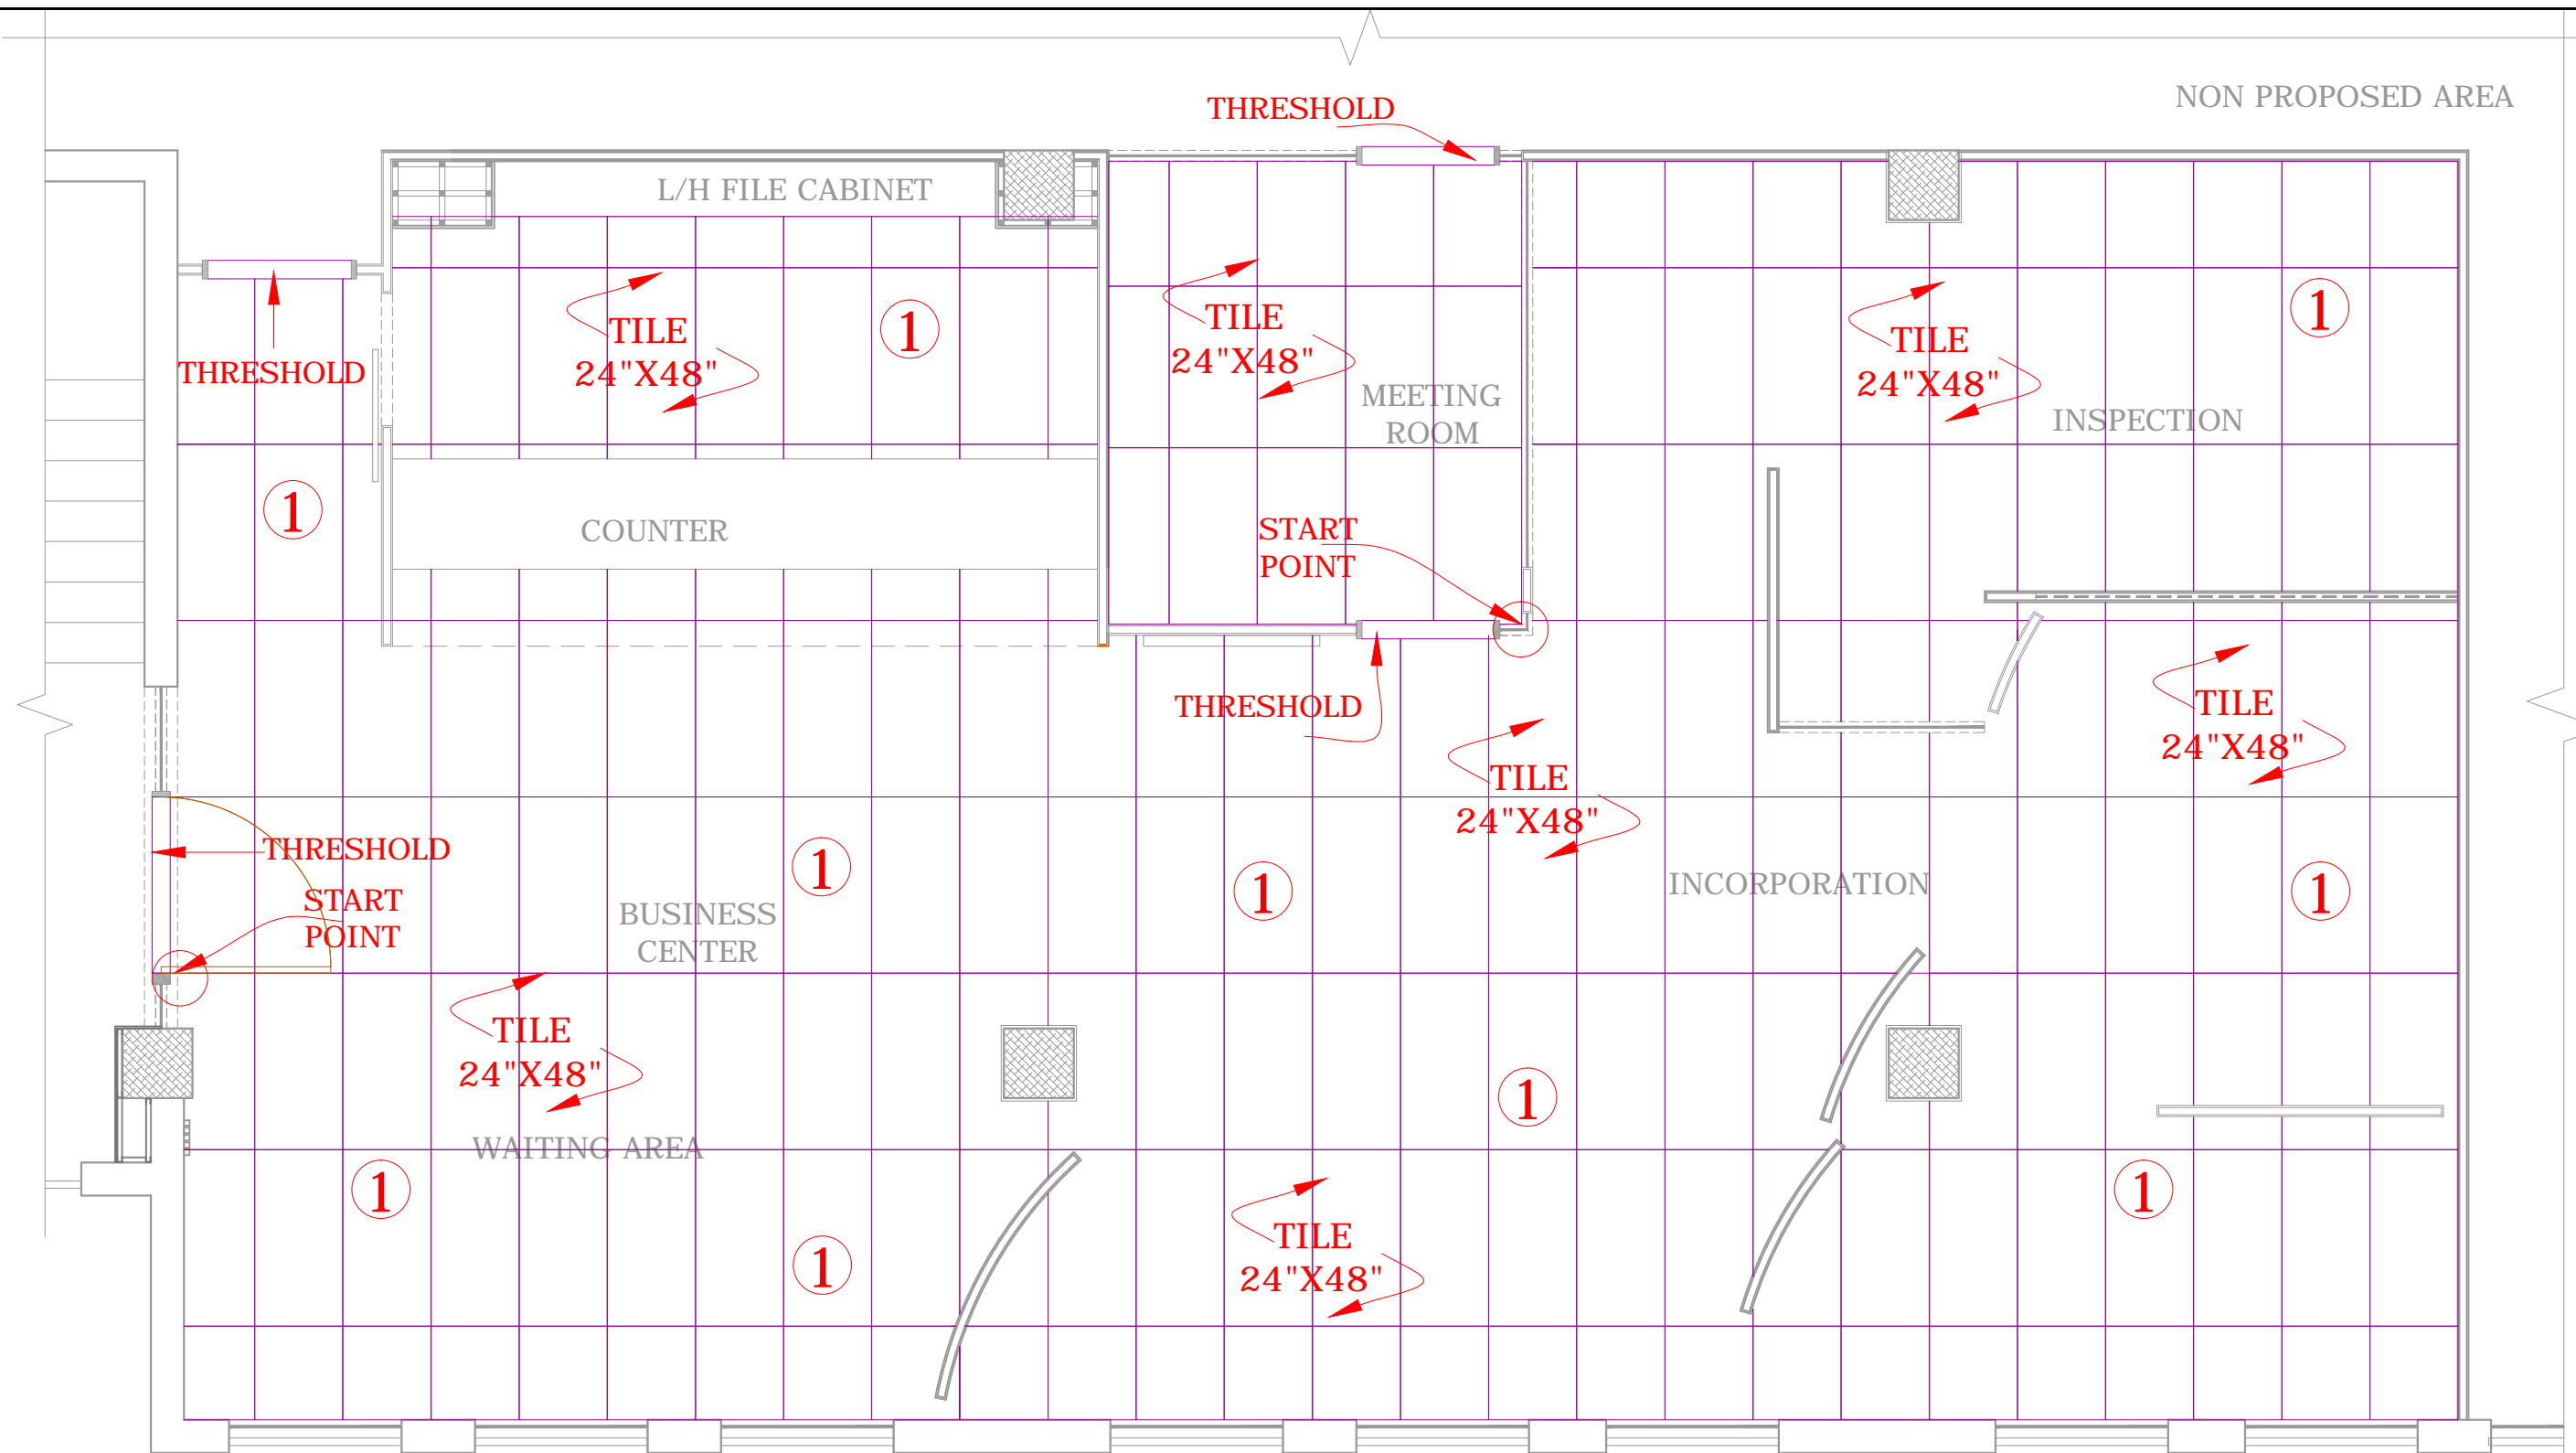 NON PROPOSED AREA
THRESHOLD
L/H FILE CABINET
THRESHOLD
TILE
24"X48"
1
TILE
24"X48"
MEETING
ROOM
TILE
24"X48"
1
INSPECTION
1
COUNTER
START
POINT
THRESHOLD
TILE
24"X48"
TILE
24"X48"
THRESHOLD
START
POINT
1
BUSINESS
CENTER
1
INCORPORATION
1
TILE
24"X48"
WAITING AREA
1
1
1
1
TILE
24"X48"